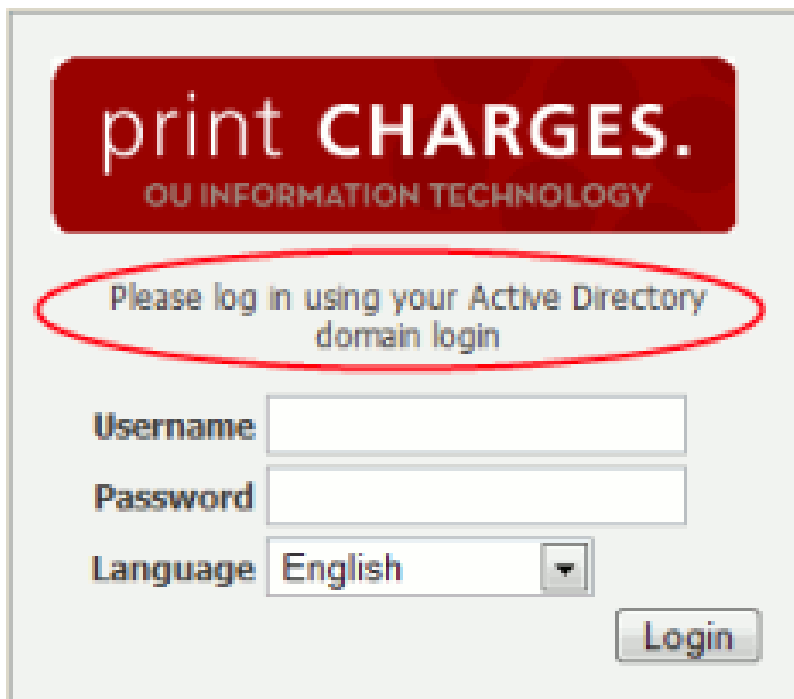 print CHARGES.
OU INFORMATION TECHNOLOGY
Please log in using your Active Directory
domain login
Username
Password
Language English
Login